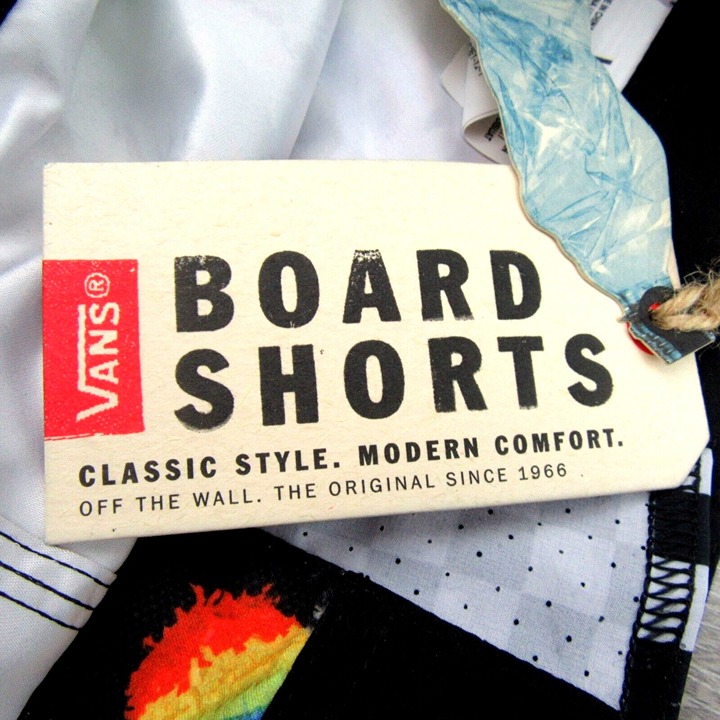 VANS®
BOARD
SHORTS
CLASSIC STYLE. MODERN COMFORT.
OFF THE WALL. THE ORIGINAL SINCE 1966